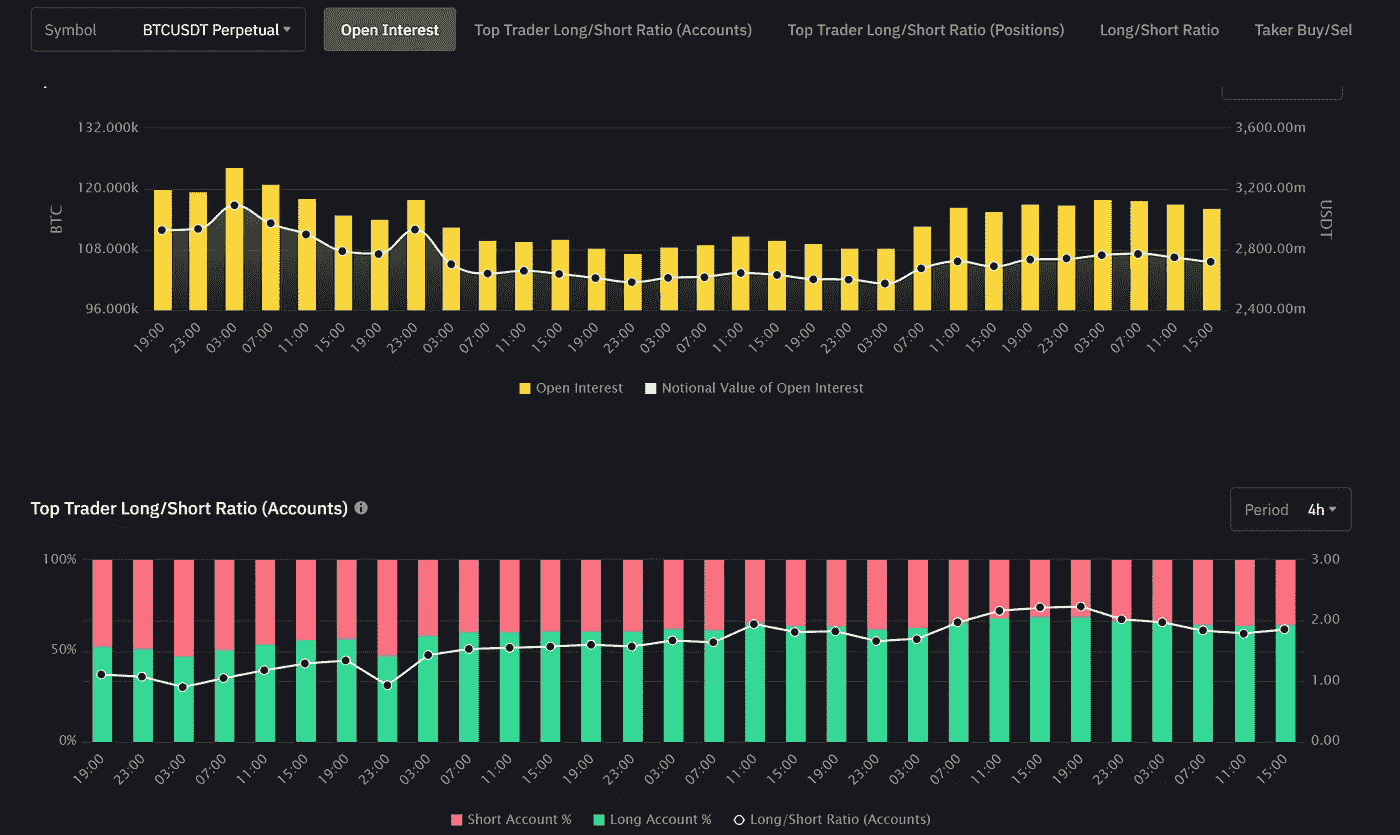 Symbol BTCUSDT Perpetual Open Interest Top Trader Long/Short Ratio (Accounts) Top Trader Long/Short Ratio (Positions) Long/Short Ratio Taker Buy/Sel
132.000k 3,600.00m
120.000k 3,200.00m
BTC USDT
108.000k 2,800.00m
96.000k 2,400.00m
19:00 23:00 03:00 07:00 11:00 15:00 19:00 23:00 03:00 07:00 11:00 15:00 19:00 23:00 03:00 07:00 11:00 15:00 19:00 23:00 03:00 07:00 11:00 15:00 19:00 23:00 03:00 07:00 11:00 15:00
Open Interest Notional Value of Open Interest
Top Trader Long/Short Ratio (Accounts) Period 4h
100% 3.00
2.00
50%
1.00
0% 0.00
19:00 23:00 03:00 07:00 11:00 15:00 19:00 23:00 03:00 07:00 11:00 15:00 19:00 23:00 03:00 07:00 11:00 15:00 19:00 23:00 03:00 07:00 11:00 15:00 19:00 23:00 03:00 07:00 11:00 15:00
Short Account % Long Account % Long/Short Ratio (Accounts)